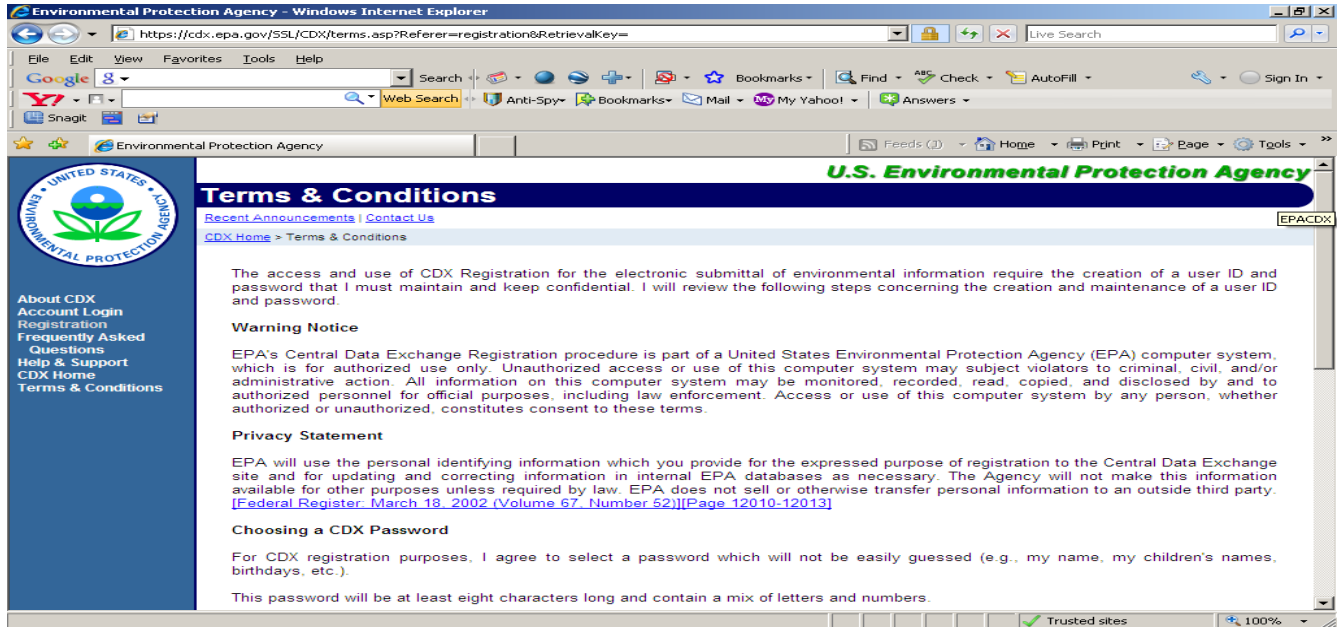 Environmental Protection Agency - Windows Internet Explorer
https://cdx.epa.gov/SSL/CDX/terms.asp?Referer=registration&RetrievalKey=
Live Search
File Edit View Favorites Tools Help
Google Search Bookmarks Find Check AutoFill Sign In
Y! Web Search Anti-Spy Bookmarks Mail My Yahoo! Answers
Snagit
Environmental Protection Agency
Feeds (J) Home Print Page Tools »
UNITED STATES
ENVIRONMENTAL PROTECTION AGENCY
U.S. Environmental Protection Agency
Terms & Conditions
Recent Announcements | Contact Us
EPACDX
CDX Home > Terms & Conditions
About CDX
Account Login
Registration
Frequently Asked
Questions
Help & Support
CDX Home
Terms & Conditions
The access and use of CDX Registration for the electronic submittal of environmental information require the creation of a user ID and
password that I must maintain and keep confidential. I will review the following steps concerning the creation and maintenance of a user ID
and password.
Warning Notice
EPA's Central Data Exchange Registration procedure is part of a United States Environmental Protection Agency (EPA) computer system,
which is for authorized use only. Unauthorized access or use of this computer system may subject violators to criminal, civil, and/or
administrative action. All information on this computer system may be monitored, recorded, read, copied, and disclosed by and to
authorized personnel for official purposes, including law enforcement. Access or use of this computer system by any person, whether
authorized or unauthorized, constitutes consent to these terms.
Privacy Statement
EPA will use the personal identifying information which you provide for the expressed purpose of registration to the Central Data Exchange
site and for updating and correcting information in internal EPA databases as necessary. The Agency will not make this information
available for other purposes unless required by law. EPA does not sell or otherwise transfer personal information to an outside third party.
[Federal Register: March 18, 2002 (Volume 67, Number 52)][Page 12010-12013]
Choosing a CDX Password
For CDX registration purposes, I agree to select a password which will not be easily guessed (e.g., my name, my children's names,
birthdays, etc.).
This password will be at least eight characters long and contain a mix of letters and numbers.
Trusted sites
100%